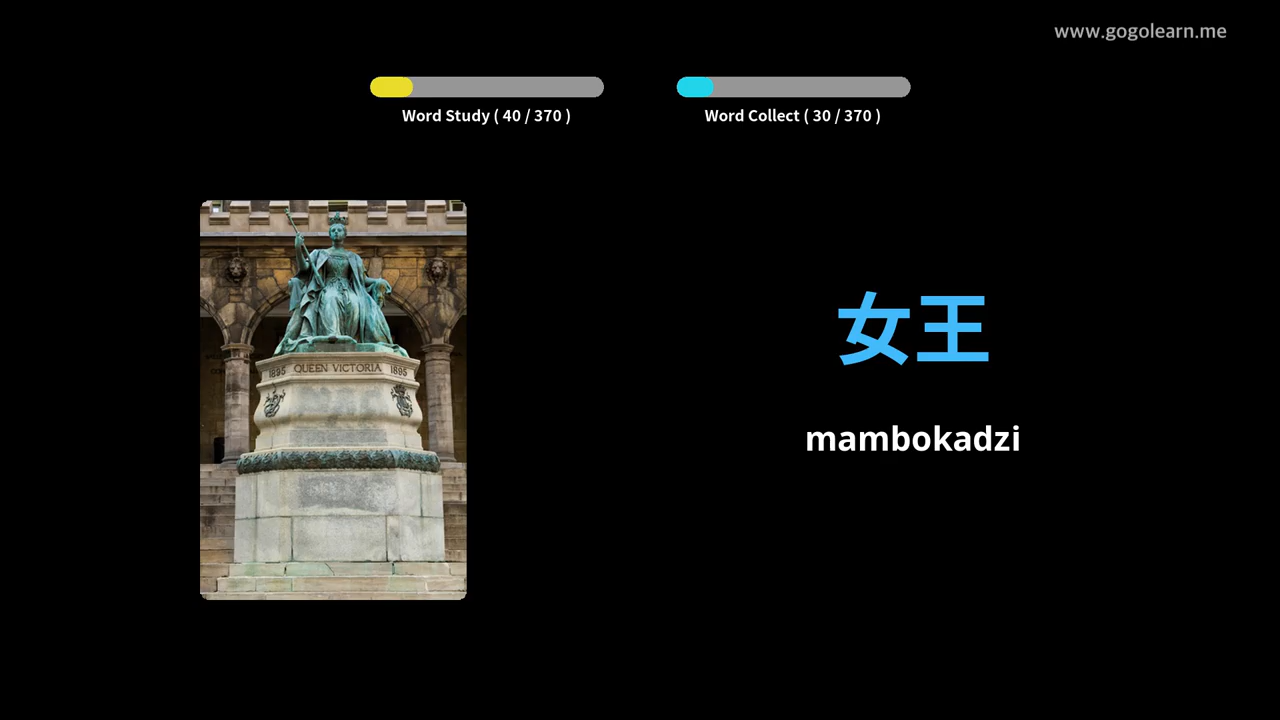 www.gogolearn.me
Word Study ( 40 / 370 )
Word Collect ( 30 / 370 )
1895 QUEEN VICTORIA 1895
女王
mambokadzi